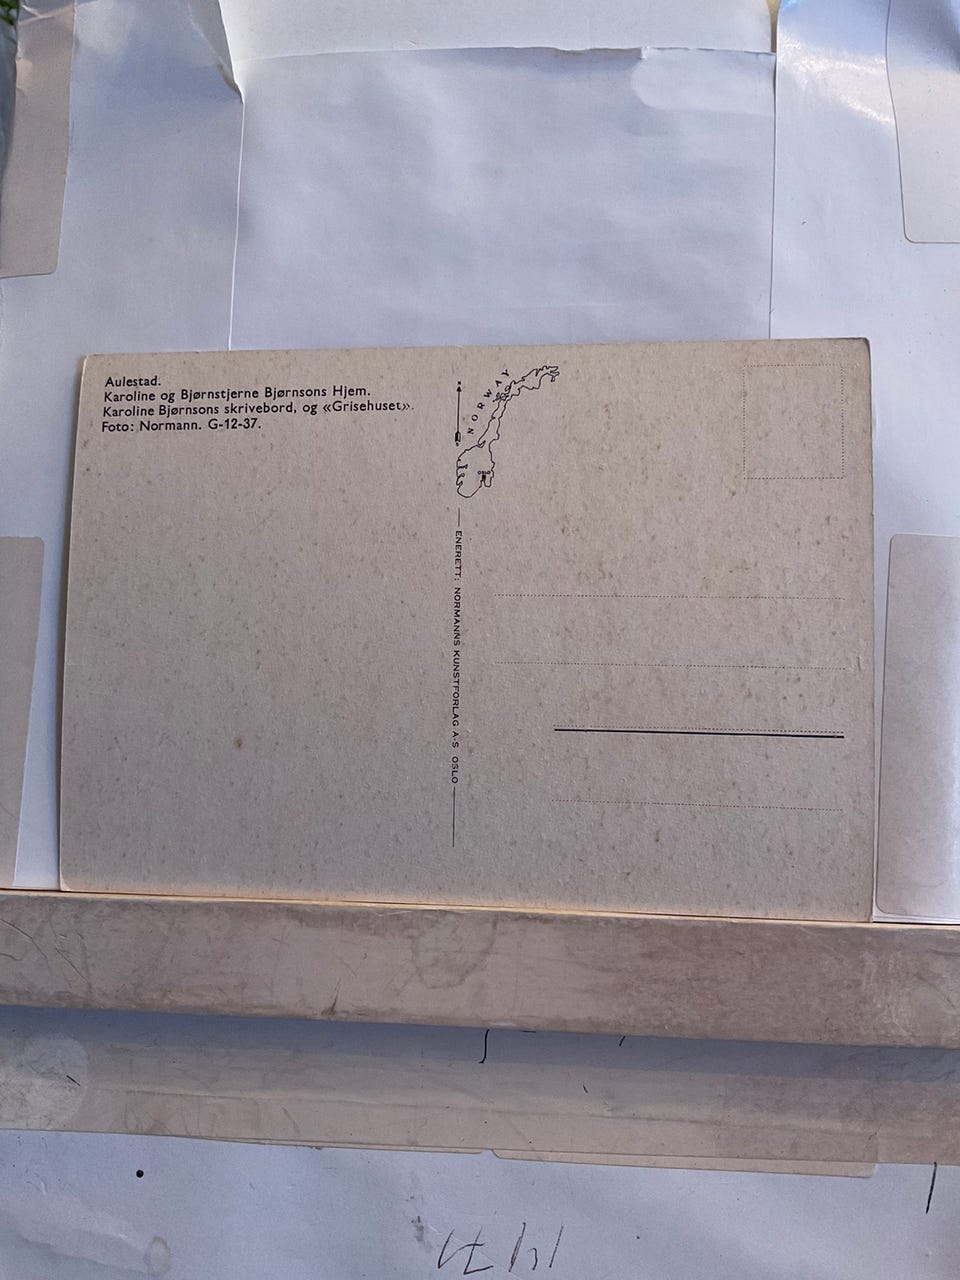 Aulestad.
Karoline og Bjørnstjerne Bjørnsons Hjem.
Karoline Bjørnsons skrivebord, og «Grisehuset».
Foto: Normann. G-12-37.
NORWAY
OSLO
ENERETT: NORMANNS KUNSTFORLAG A-S OSLO